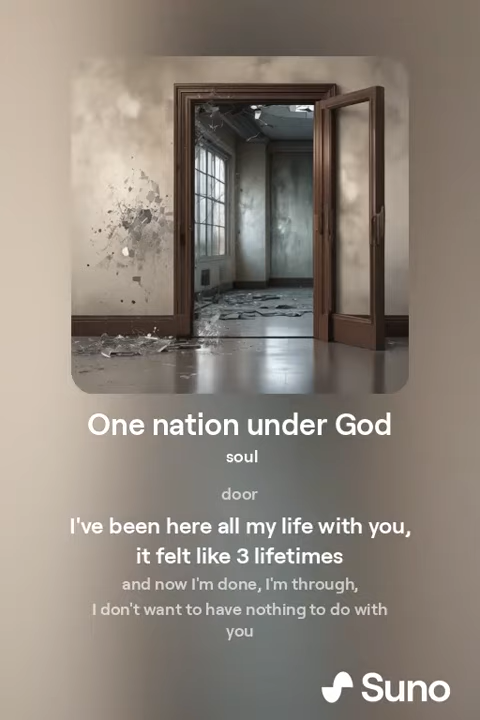 One nation under God
soul
door
I've been here all my life with you,
it felt like 3 lifetimes
and now I'm done, I'm through,
I don't want to have nothing to do with
you
Suno